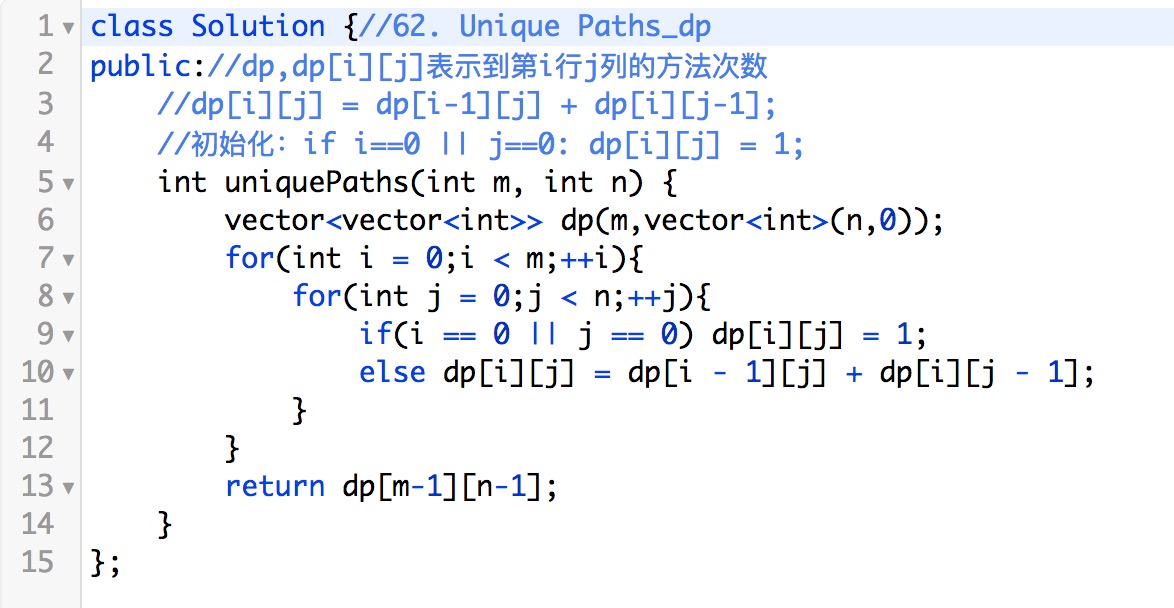 1 class Solution {//62. Unique Paths_dp
2 public://dp,dp[i][j]表示到第i行j列的方法次数
3     //dp[i][j] = dp[i-1][j] + dp[i][j-1];
4     //初始化：if i==0 || j==0: dp[i][j] = 1;
5     int uniquePaths(int m, int n) {
6         vector<vector<int>> dp(m,vector<int>(n,0));
7         for(int i = 0;i < m;++i){
8             for(int j = 0;j < n;++j){
9                 if(i == 0 || j == 0) dp[i][j] = 1;
10                 else dp[i][j] = dp[i - 1][j] + dp[i][j - 1];
11             }
12         }
13         return dp[m-1][n-1];
14     }
15 };